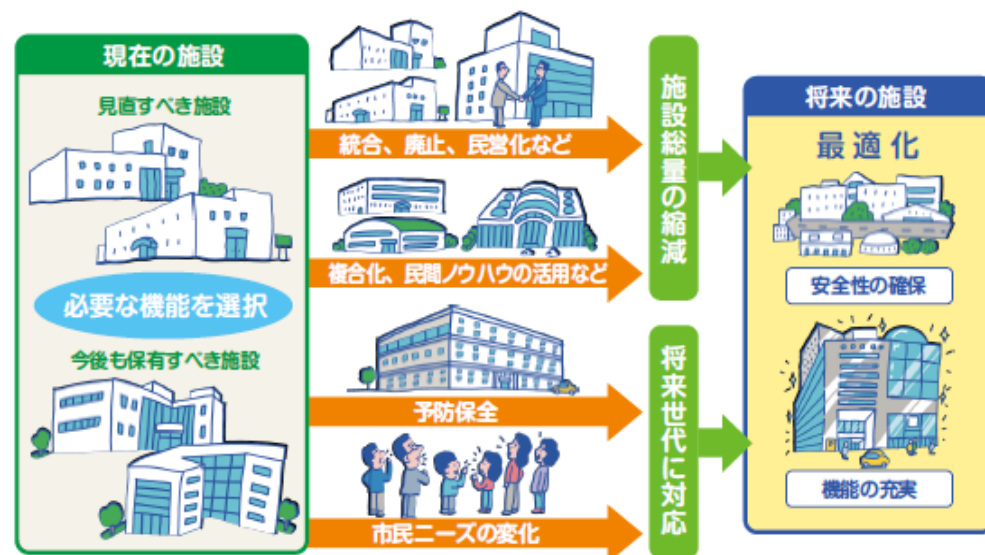 現在の施設
見直すべき施設
必要な機能を選択
今後も保有すべき施設
統合、廃止、民営化など
複合化、民間ノウハウの活用など
予防保全
市民ニーズの変化
施設総量の縮減
将来世代に対応
将来の施設
最適化
安全性の確保
機能の充実